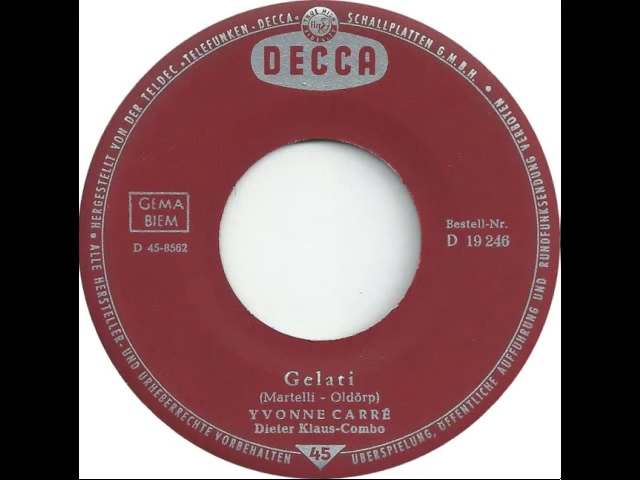 ★ HERGESTELLT VON DER TELDEC „TELEFUNKEN-DECCA“ SCHALLPLATTEN G.M.B.H. ★
DECCA
GEMA
BIEM
D 45-8562
Bestell-Nr.
D 19 246
Gelati
(Martelli - Oldörp)
YVONNE CARRÉ
Dieter Klaus-Combo
45
ALLE HERSTELLER- UND URHEBERRECHTE VORBEHALTEN
ÜBERSPIELUNG, ÖFFENTLICHE AUFFÜHRUNG UND RUNDFUNKSENDUNG VERBOTEN